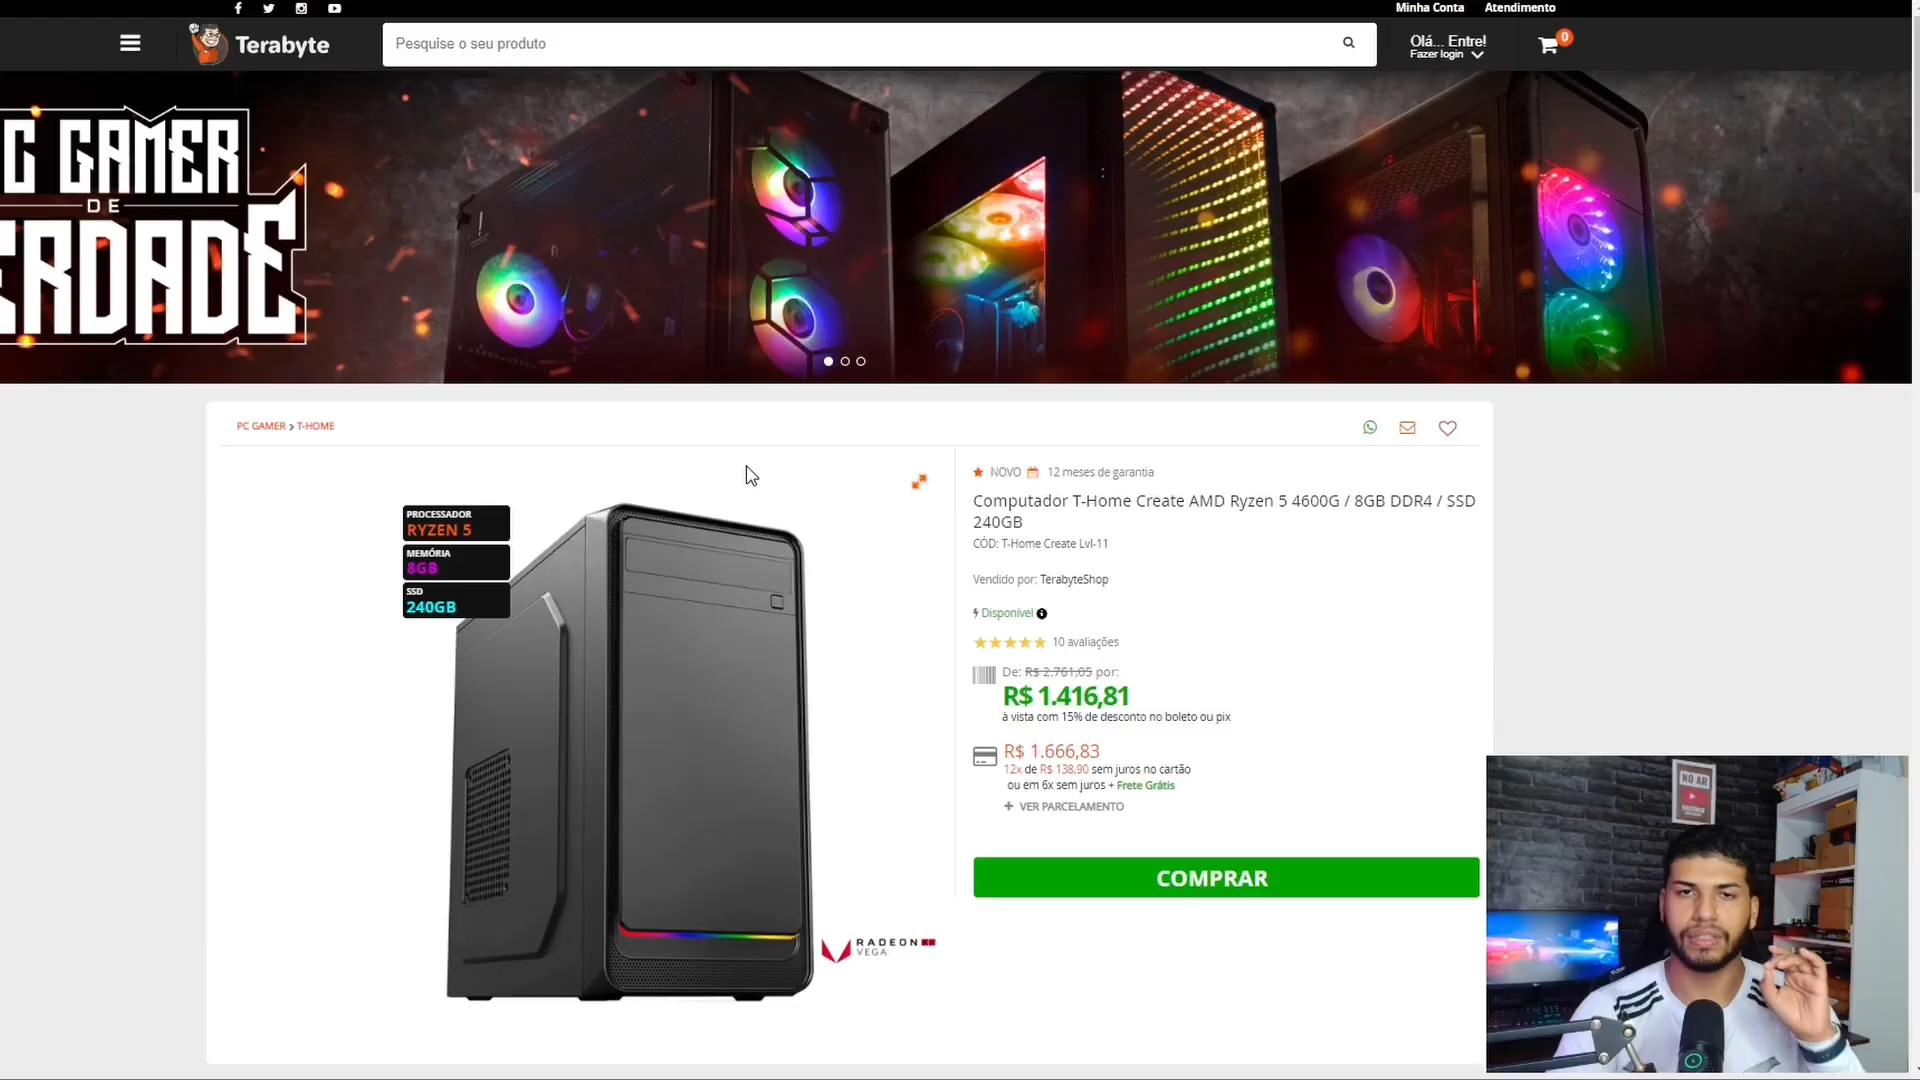 Minha Conta Atendimento
Terabyte
Pesquise o seu produto
Olá... Entre!
Fazer login
0
C GAMER
DE
ERDADE
PC GAMER > T-HOME
NOVO 12 meses de garantia
Computador T-Home Create AMD Ryzen 5 4600G / 8GB DDR4 / SSD
240GB
CÓD: T-Home Create Lvl-11
Vendido por: TerabyteShop
Disponível
10 avaliações
De: R$ 2.761,05 por:
R$ 1.416,81
à vista com 15% de desconto no boleto ou pix
R$ 1.666,83
12x de R$ 138,90 sem juros no cartão
ou em 6x sem juros + Frete Grátis
+ VER PARCELAMENTO
COMPRAR
PROCESSADOR
RYZEN 5
MEMÓRIA
8GB
SSD
240GB
RADEON
VEGA
NO AR